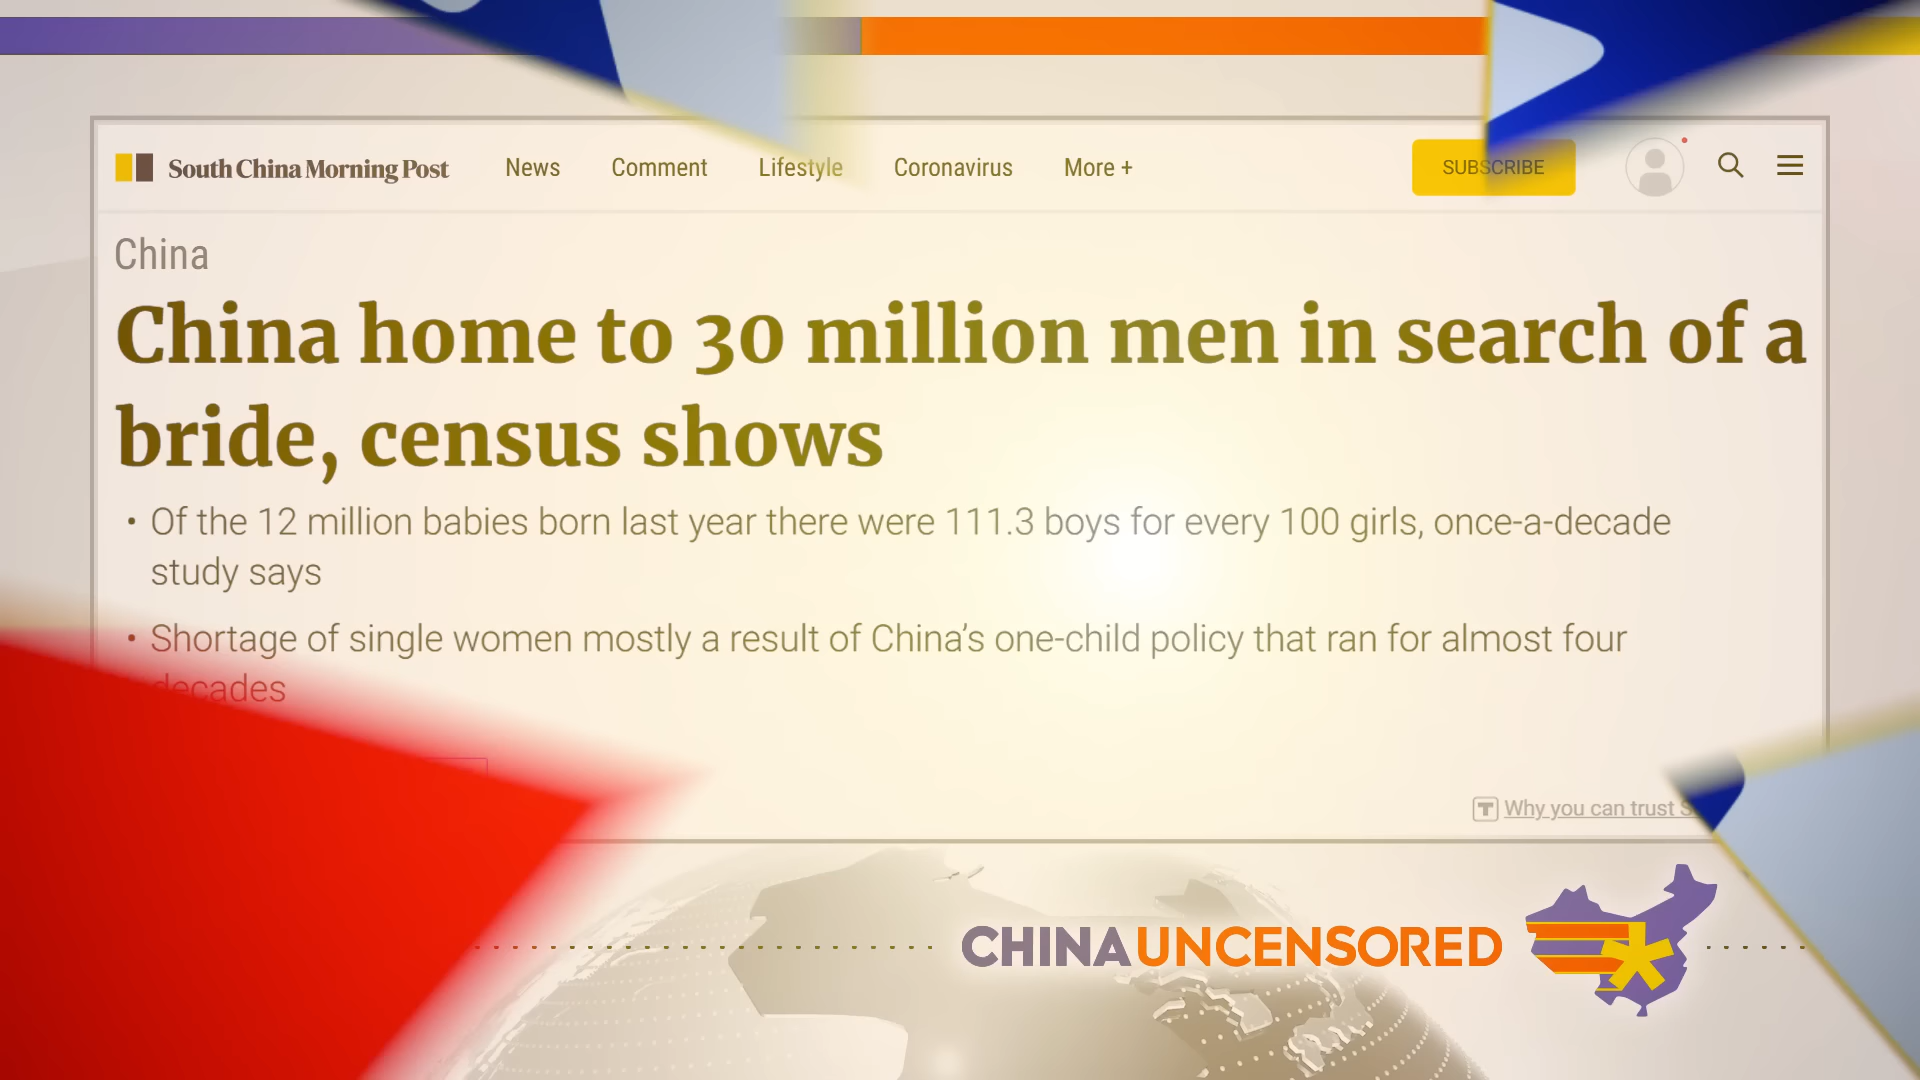 South China Morning Post News Comment Lifestyle Coronavirus More + SUBSCRIBE
China
China home to 30 million men in search of a
bride, census shows
• Of the 12 million babies born last year there were 111.3 boys for every 100 girls, once-a-decade
study says
• Shortage of single women mostly a result of China’s one-child policy that ran for almost four
decades
Why you can trust
CHINA UNCENSORED